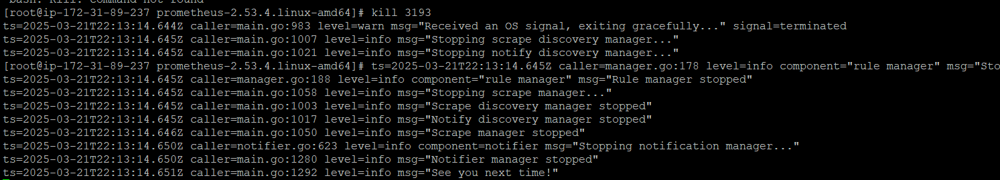 bash: Kill: command not found
[root@ip-172-31-89-237 prometheus-2.53.4.linux-amd64]# kill 3193
ts=2025-03-21T22:13:14.644Z caller=main.go:983 level=warn msg="Received an OS signal, exiting gracefully..." signal=terminated
ts=2025-03-21T22:13:14.645Z caller=main.go:1007 level=info msg="Stopping scrape discovery manager..."
ts=2025-03-21T22:13:14.645Z caller=main.go:1021 level=info msg="Stopping notify discovery manager..."
[root@ip-172-31-89-237 prometheus-2.53.4.linux-amd64]# ts=2025-03-21T22:13:14.645Z caller=manager.go:178 level=info component="rule manager" msg="Sto
ts=2025-03-21T22:13:14.645Z caller=manager.go:188 level=info component="rule manager" msg="Rule manager stopped"
ts=2025-03-21T22:13:14.645Z caller=main.go:1058 level=info msg="Stopping scrape manager..."
ts=2025-03-21T22:13:14.645Z caller=main.go:1003 level=info msg="Scrape discovery manager stopped"
ts=2025-03-21T22:13:14.645Z caller=main.go:1017 level=info msg="Notify discovery manager stopped"
ts=2025-03-21T22:13:14.646Z caller=main.go:1050 level=info msg="Scrape manager stopped"
ts=2025-03-21T22:13:14.650Z caller=notifier.go:623 level=info component=notifier msg="Stopping notification manager..."
ts=2025-03-21T22:13:14.650Z caller=main.go:1280 level=info msg="Notifier manager stopped"
ts=2025-03-21T22:13:14.651Z caller=main.go:1292 level=info msg="See you next time!"